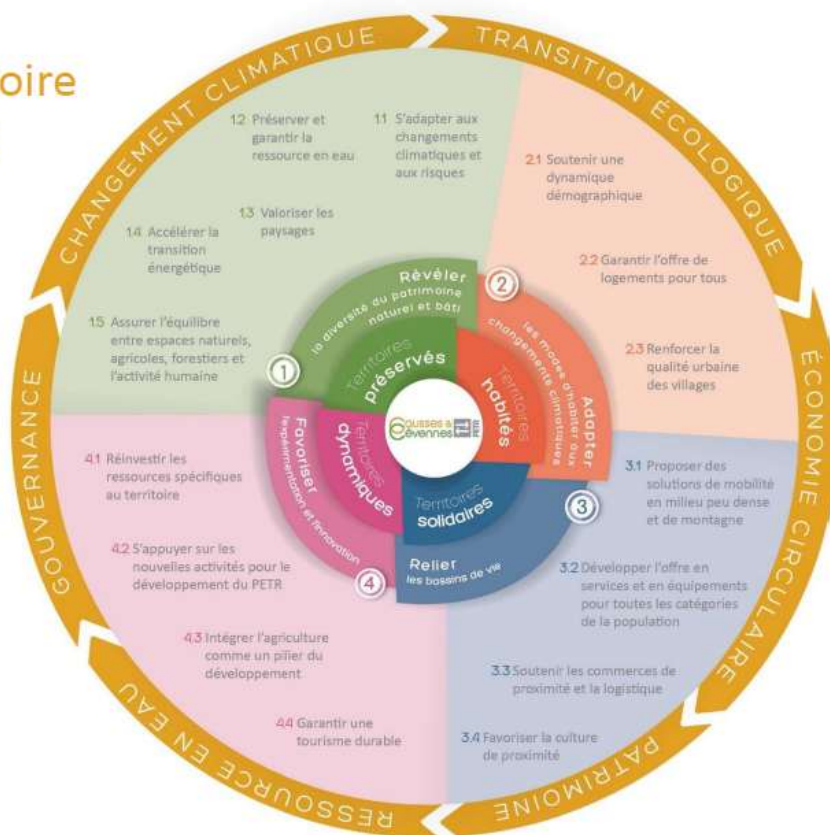 oire
CHANGEMENT CLIMATIQUE
TRANSITION ÉCOLOGIQUE
ÉCONOMIE CIRCULAIRE
PATRIMOINE
RESSOURCE EN EAU
GOUVERNANCE
1.1 S'adapter aux
changements
climatiques et
aux risques
1.2 Préserver et
garantir la
ressource en eau
1.3 Valoriser les
paysages
1.4 Accélérer la
transition
énergétique
1.5 Assurer l'équilibre
entre espaces naturels,
agricoles, forestiers et
l'activité humaine
2.1 Soutenir une
dynamique
démographique
2.2 Garantir l'offre de
logements pour tous
2.3 Renforcer la
qualité urbaine
des villages
3.1 Proposer des
solutions de mobilité
en milieu peu dense
et de montagne
3.2 Développer l'offre en
services et en équipements
pour toutes les catégories
de la population
3.3 Soutenir les commerces de
proximité et la logistique
3.4 Favoriser la culture
de proximité
4.1 Réinvestir les
ressources spécifiques
au territoire
4.2 S'appuyer sur les
nouvelles activités pour le
développement du PETR
4.3 Intégrer l'agriculture
comme un pilier du
développement
4.4 Garantir une
tourisme durable
1
Révéler
la diversité du patrimoine
naturel et bâti
Territoires
préservés
2
Adapter
les modes d'habiter aux
changements climatiques
Territoires
habités
3
Relier
les bassins de vie
Territoires
solidaires
4
Favoriser
l'expérimentation et l'innovation
Territoires
dynamiques
Causses &
Cévennes
PETR